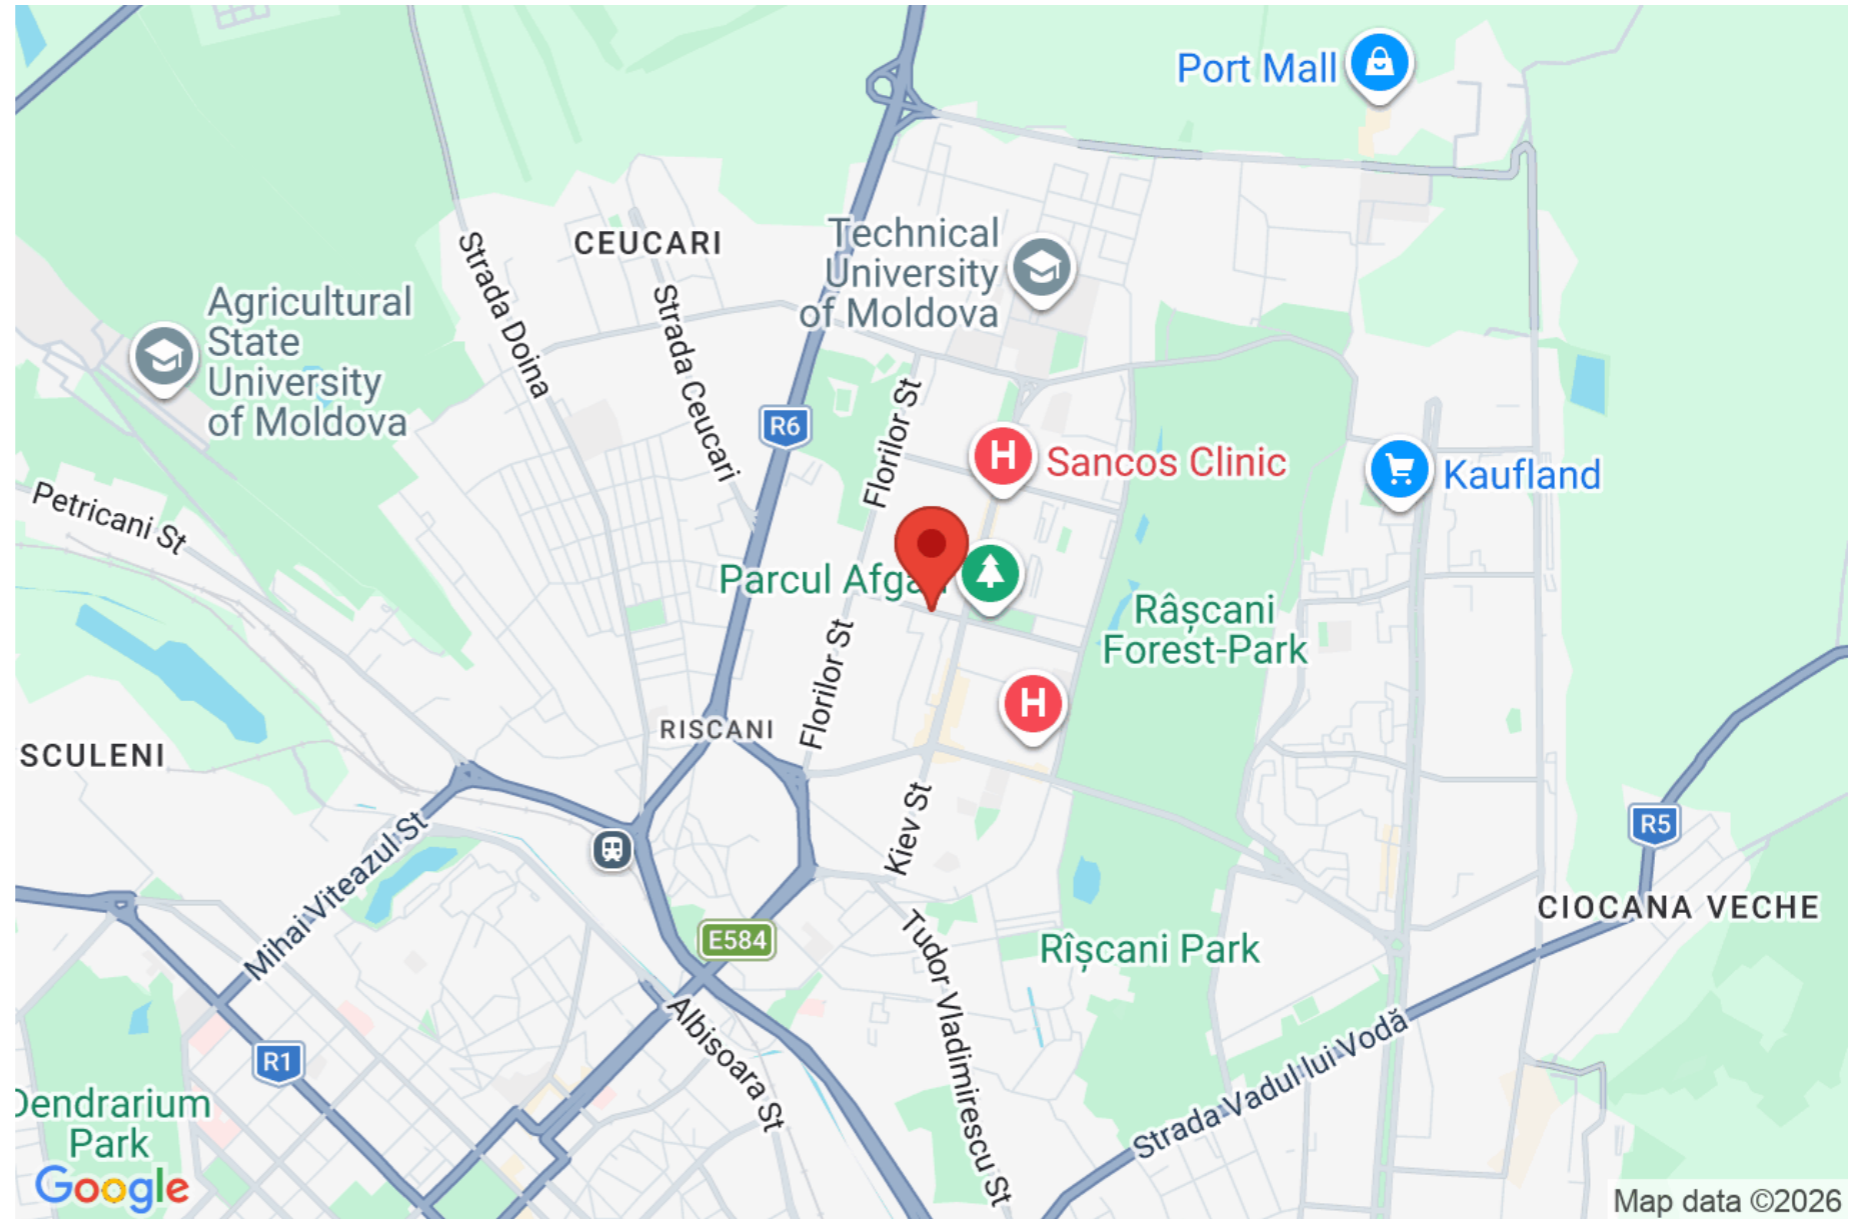 Port Mall
Technical
University
of Moldova
CEUCARI
Strada Doina
Strada Ceucari
Agricultural
State
University
of Moldova
R6
Florilor St
H
Sancos Clinic
Kaufland
Petricani St
Parcul Afga
Râșcani
Forest-Park
Florilor St
H
RISCANI
SCULENI
Kiev St
R5
Mihai Viteazul St
CIOCANA VECHE
E584
Rîșcani Park
Tudor Vladimirescu St
Albisoara St
Strada Vadul lui Vodă
R1
Dendrarium
Park
Google
Map data ©2026